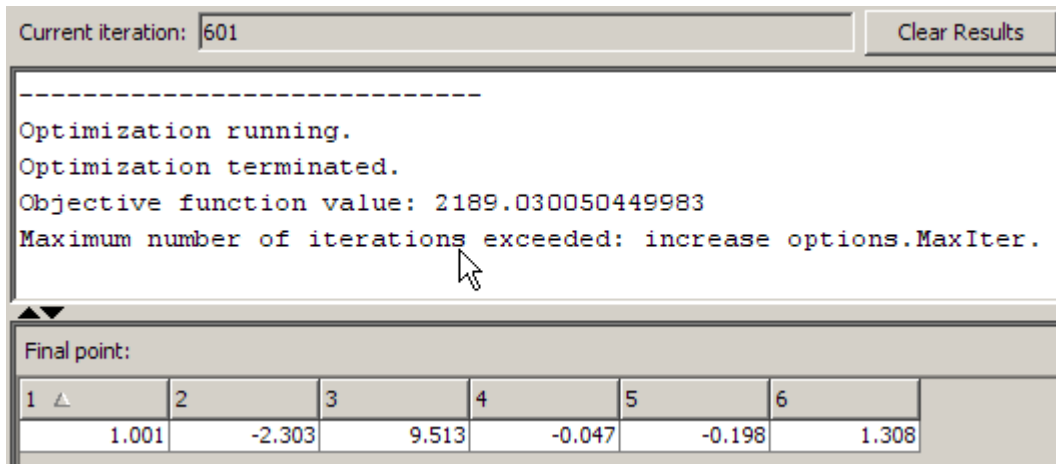 Current iteration: 601 Clear Results
------------------------------
Optimization running.
Optimization terminated.
Objective function value: 2189.030050449983
Maximum number of iterations exceeded: increase options.MaxIter.
Final point:
1 2 3 4 5 6
1.001 -2.303 9.513 -0.047 -0.198 1.308